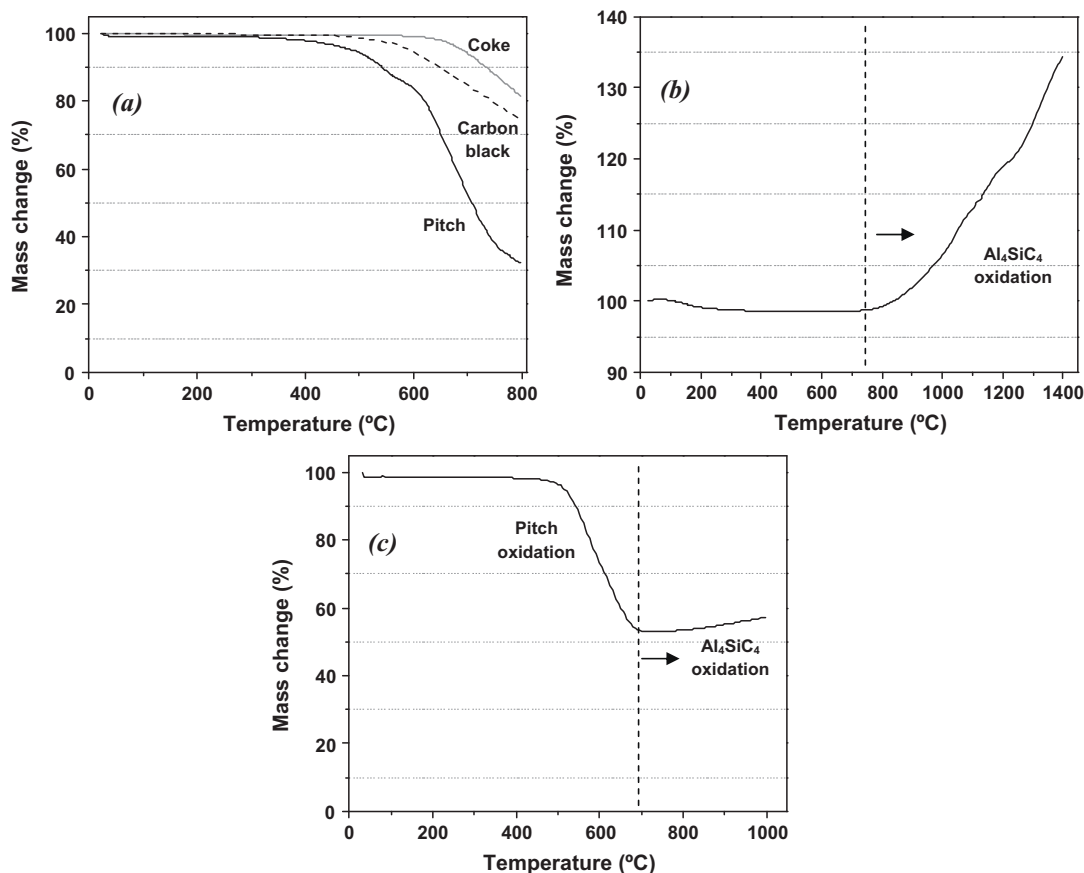 100
80
60
40
20
0
Mass change (%)
(a)
Coke
Carbon
black
Pitch
0
200
400
600
800
Temperature (ºC)
140
130
120
110
100
90
Mass change (%)
(b)
Al₄SiC₄
oxidation
0
200
400
600
800
1000
1200
1400
Temperature (ºC)
100
80
60
40
20
0
Mass change (%)
(c)
Pitch
oxidation
Al₄SiC₄
oxidation
0
200
400
600
800
1000
Temperature (ºC)